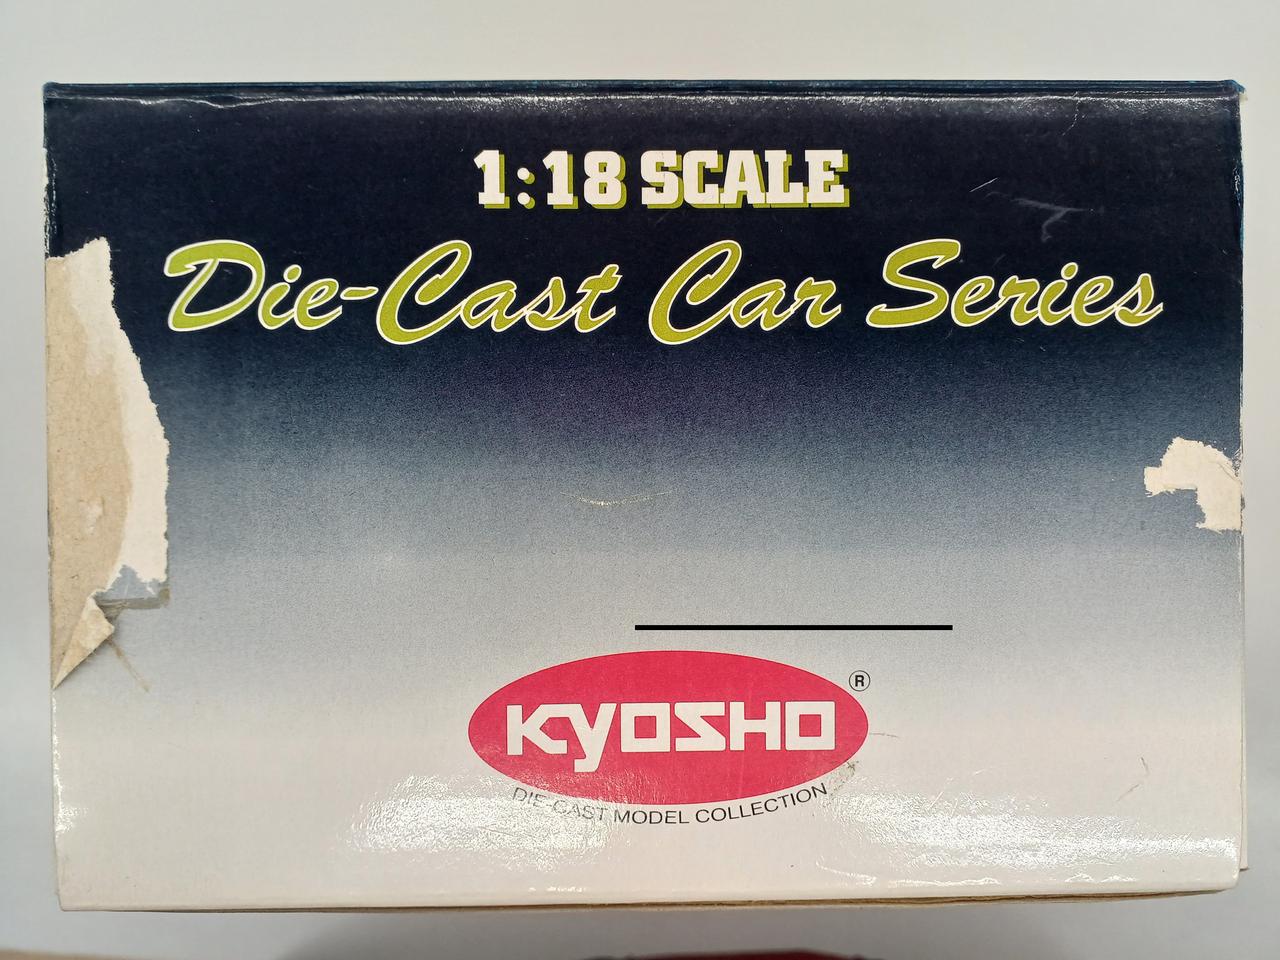 1:18 SCALE
Die-Cast Car Series
KYOSHO ®
DIE-CAST MODEL COLLECTION